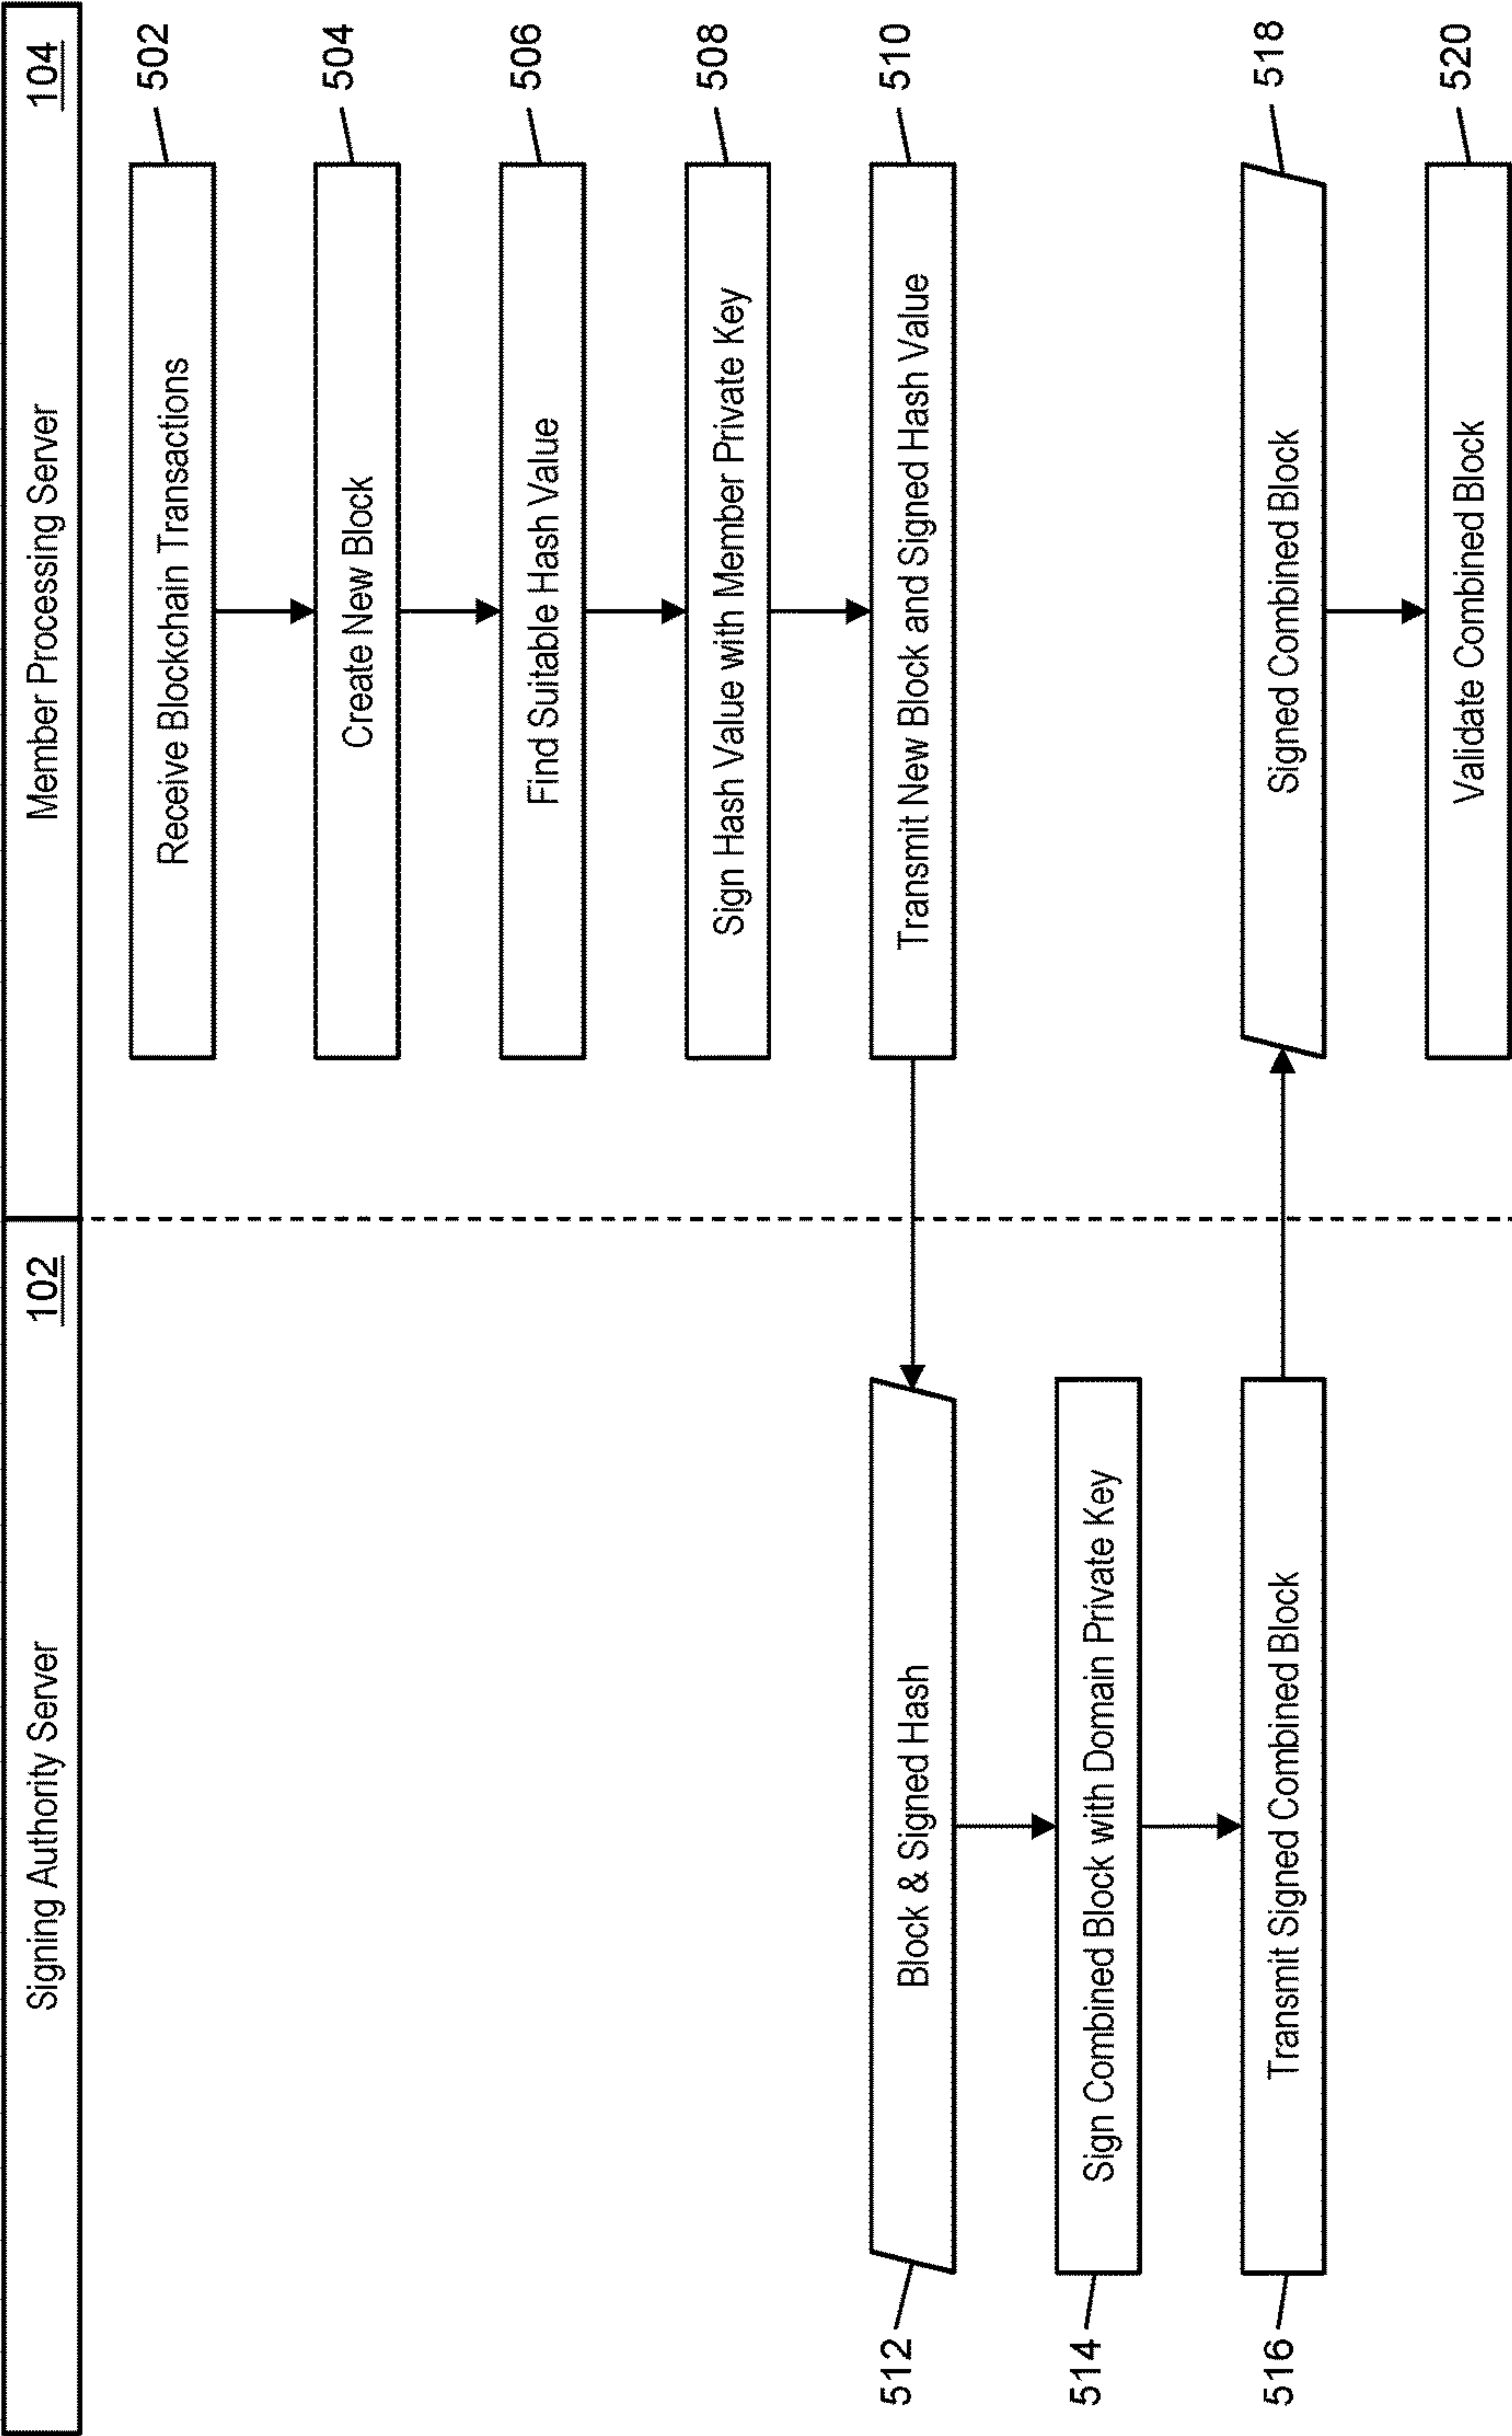 Signing Authority Server 102
Member Processing Server 104
Receive Blockchain Transactions 502
Create New Block 504
Find Suitable Hash Value 506
Sign Hash Value with Member Private Key 508
512 Block & Signed Hash
Transmit New Block and Signed Hash Value 510
514 Sign Combined Block with Domain Private Key
516 Transmit Signed Combined Block
Signed Combined Block 518
Validate Combined Block 520